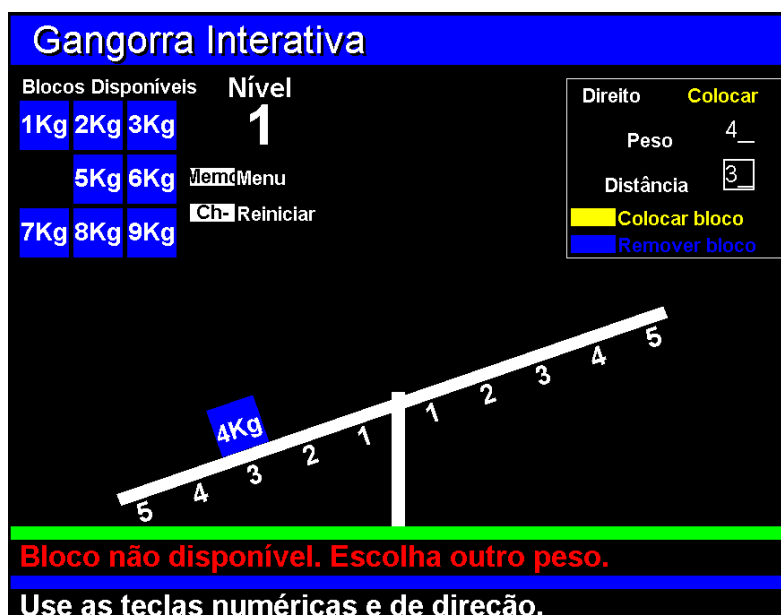 Gangorra Interativa
Blocos Disponíveis
1Kg 2Kg 3Kg
5Kg 6Kg
7Kg 8Kg 9Kg
Nível
1
Menu
Ch- Reiniciar
Direito Colocar
Peso 4_
Distância 3_
Colocar bloco
Remover bloco
4Kg
5 4 3 2 1 1 2 3 4 5
Bloco não disponível. Escolha outro peso.
Use as teclas numéricas e de direção.